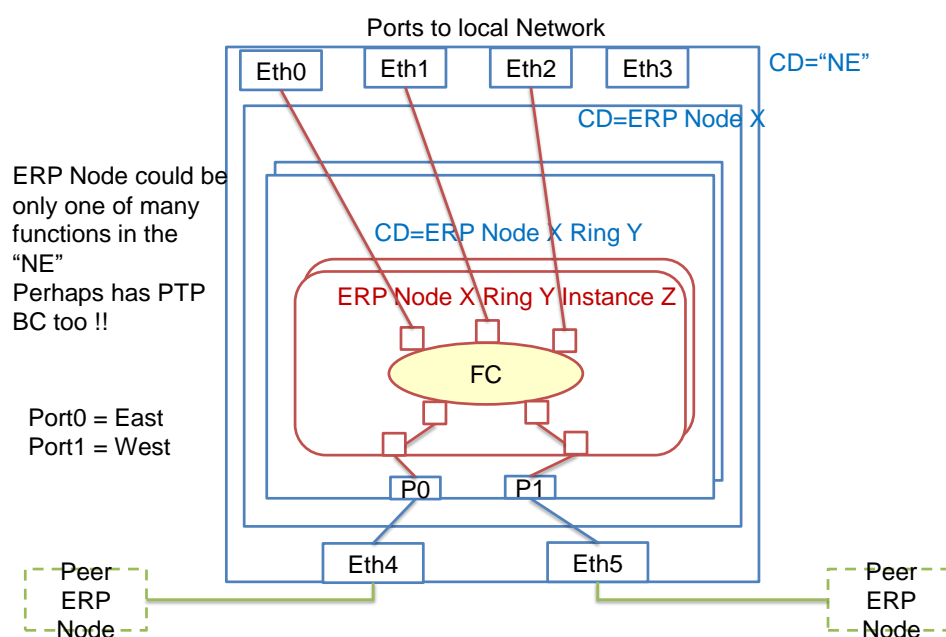 Ports to local Network
Eth0
Eth1
Eth2
Eth3
CD=“NE”
CD=ERP Node X
ERP Node could be
only one of many
functions in the
“NE”
Perhaps has PTP
BC too !!
CD=ERP Node X Ring Y
ERP Node X Ring Y Instance Z
FC
Port0 = East
Port1 = West
P0
P1
Eth4
Eth5
Peer
ERP
Node
Peer
ERP
Node